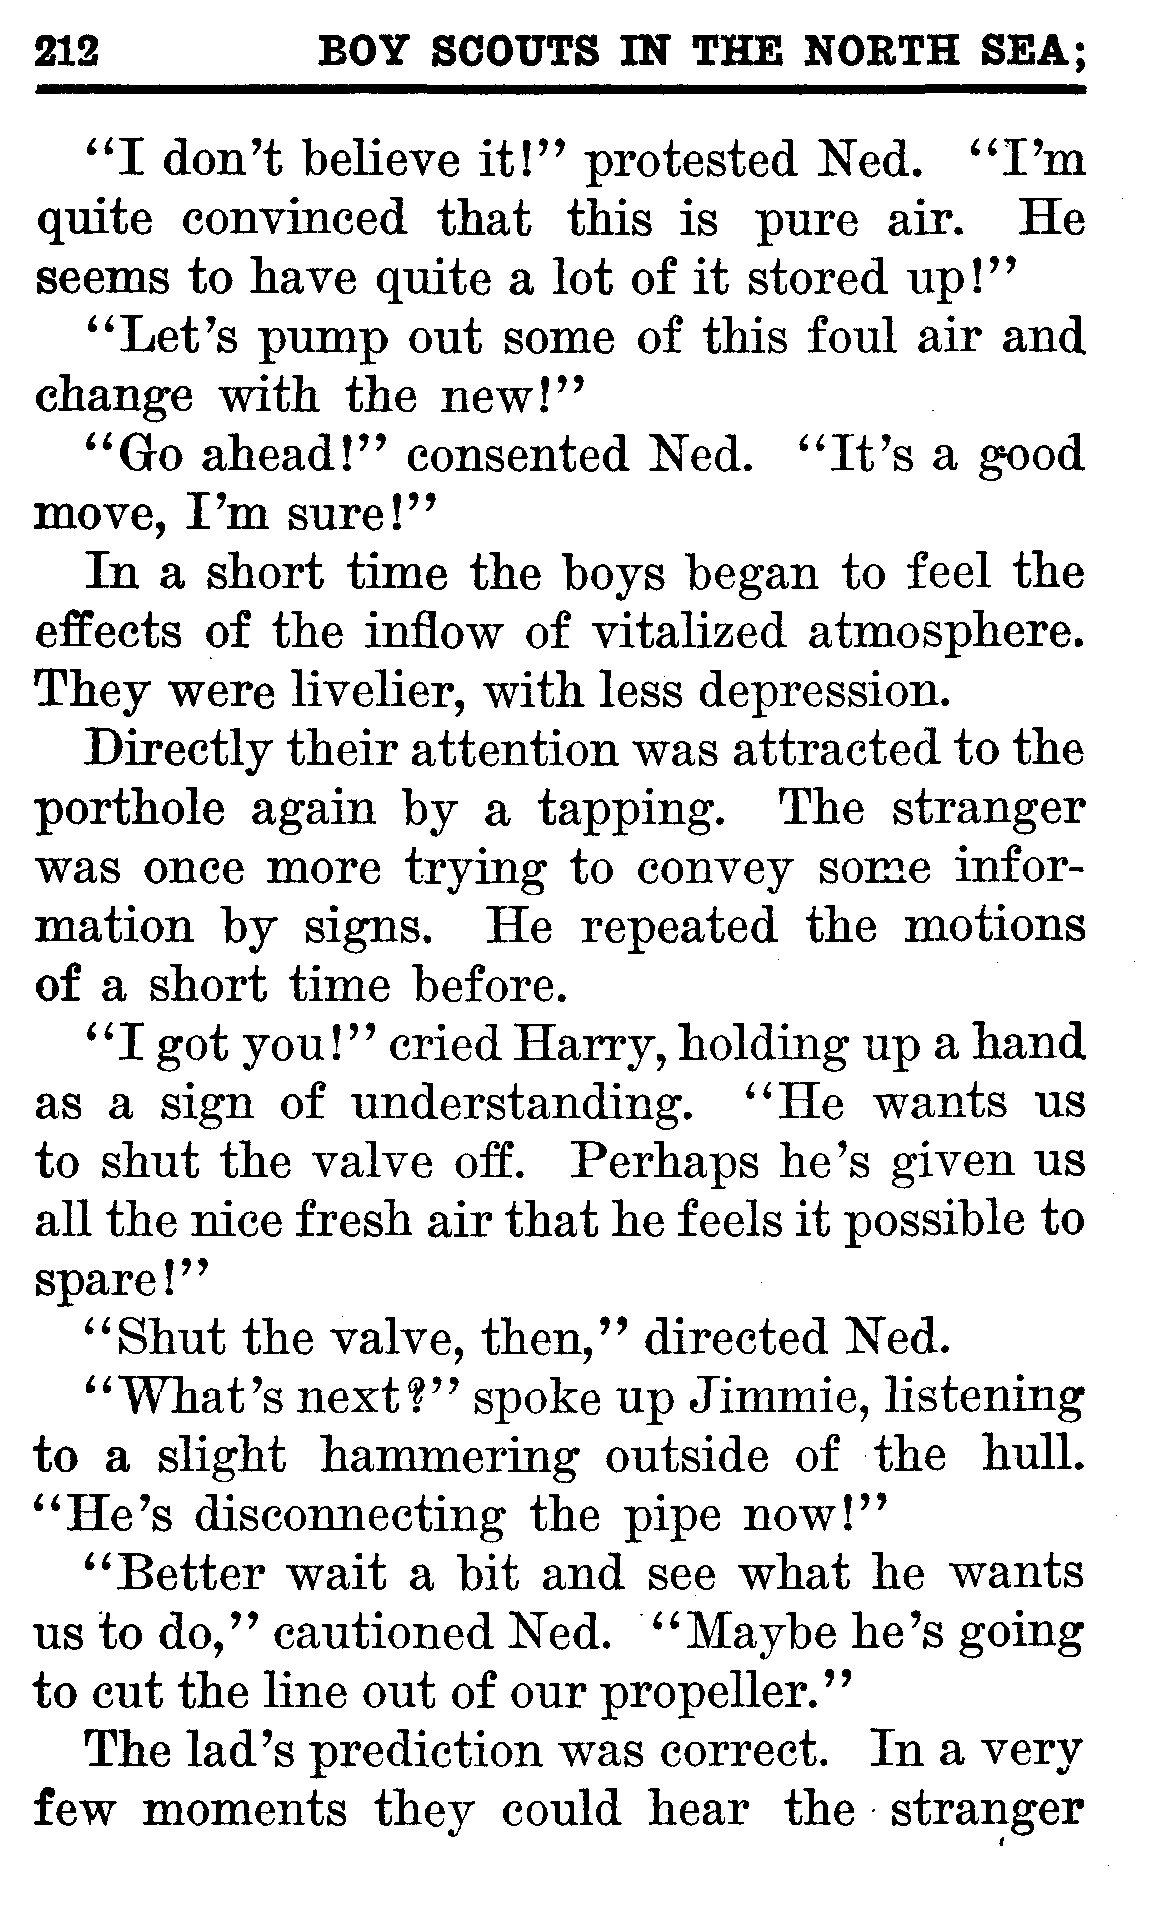 212 BOY SCOUTS IN THE NORTH SEA;
“I don’t believe it!” protested Ned. “I’m
quite convinced that this is pure air. He
seems to have quite a lot of it stored up!”
“Let’s pump out some of this foul air and
change with the new!”
“Go ahead!” consented Ned. “It’s a good
move, I’m sure!”
In a short time the boys began to feel the
effects of the inflow of vitalized atmosphere.
They were livelier, with less depression.
Directly their attention was attracted to the
porthole again by a tapping. The stranger
was once more trying to convey some infor-
mation by signs. He repeated the motions
of a short time before.
“I got you!” cried Harry, holding up a hand
as a sign of understanding. “He wants us
to shut the valve off. Perhaps he’s given us
all the nice fresh air that he feels it possible to
spare!”
“Shut the valve, then,” directed Ned.
“What’s next?” spoke up Jimmie, listening
to a slight hammering outside of the hull.
“He’s disconnecting the pipe now!”
“Better wait a bit and see what he wants
us to do,” cautioned Ned. “Maybe he’s going
to cut the line out of our propeller.”
The lad’s prediction was correct. In a very
few moments they could hear the stranger